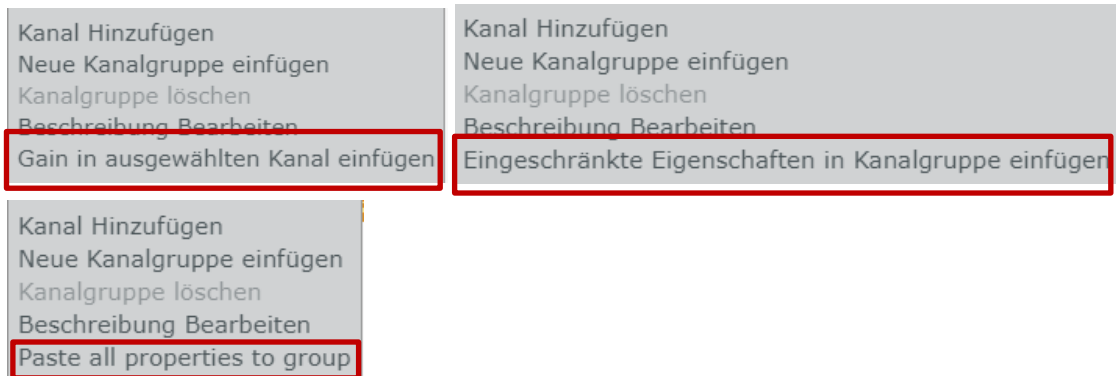 Kanal Hinzufügen
Neue Kanalgruppe einfügen
Kanalgruppe löschen
Beschreibung Bearbeiten
Gain in ausgewählten Kanal einfügen
Kanal Hinzufügen
Neue Kanalgruppe einfügen
Kanalgruppe löschen
Beschreibung Bearbeiten
Eingeschränkte Eigenschaften in Kanalgruppe einfügen
Kanal Hinzufügen
Neue Kanalgruppe einfügen
Kanalgruppe löschen
Beschreibung Bearbeiten
Paste all properties to group